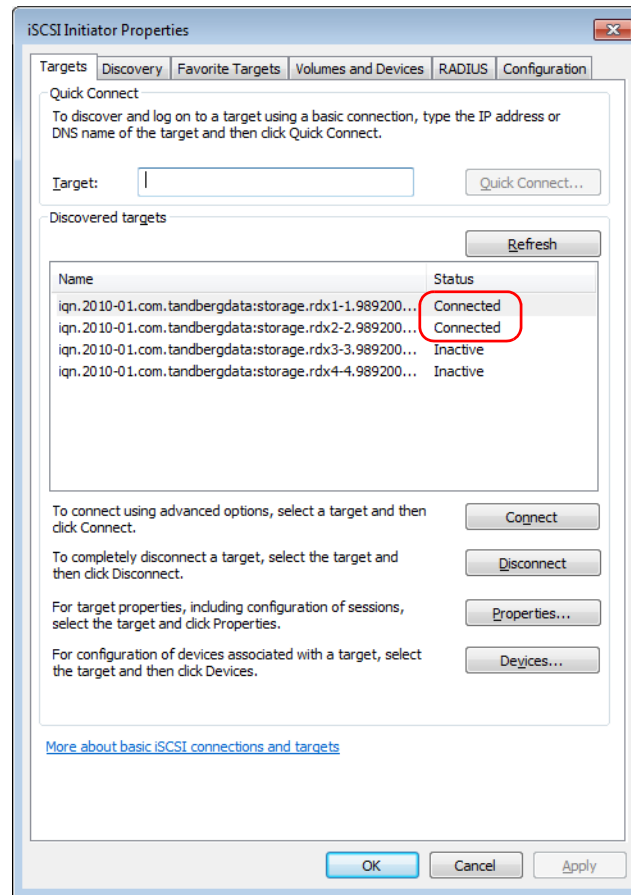 iSCSI Initiator Properties
Targets Discovery Favorite Targets Volumes and Devices RADIUS Configuration
Quick Connect
To discover and log on to a target using a basic connection, type the IP address or
DNS name of the target and then click Quick Connect.
Target:
Quick Connect...
Discovered targets
Refresh
Name Status
iqn.2010-01.com.tandbergdata:storage.rdx1-1.989200... Connected
iqn.2010-01.com.tandbergdata:storage.rdx2-2.989200... Connected
iqn.2010-01.com.tandbergdata:storage.rdx3-3.989200... Inactive
iqn.2010-01.com.tandbergdata:storage.rdx4-4.989200... Inactive
To connect using advanced options, select a target and then
click Connect.
Connect
To completely disconnect a target, select the target and
then click Disconnect.
Disconnect
For target properties, including configuration of sessions,
select the target and click Properties.
Properties...
For configuration of devices associated with a target, select
the target and then click Devices.
Devices...
More about basic iSCSI connections and targets
OK Cancel Apply